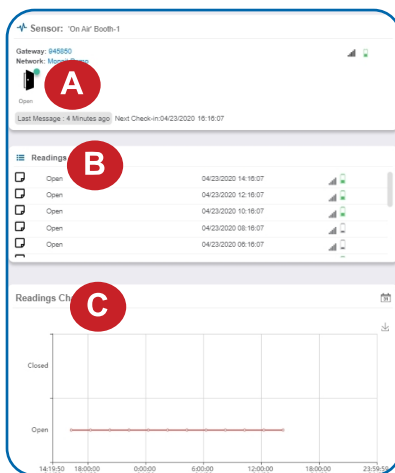 Sensor: 'On Air' Booth-1
Gateway: 945850
Network:
A
Open
Last Message : 4 Minutes ago Next Check-in:04/23/2020 16:16:07
Readings
B
Open 04/23/2020 14:16:07
Open 04/23/2020 12:16:07
Open 04/23/2020 10:16:07
Open 04/23/2020 08:16:07
Open 04/23/2020 06:16:07
Readings
C
Closed
Open
14:19:50 18:00:00 0:00:00 6:00:00 12:00:00 18:00:00 23:59:59